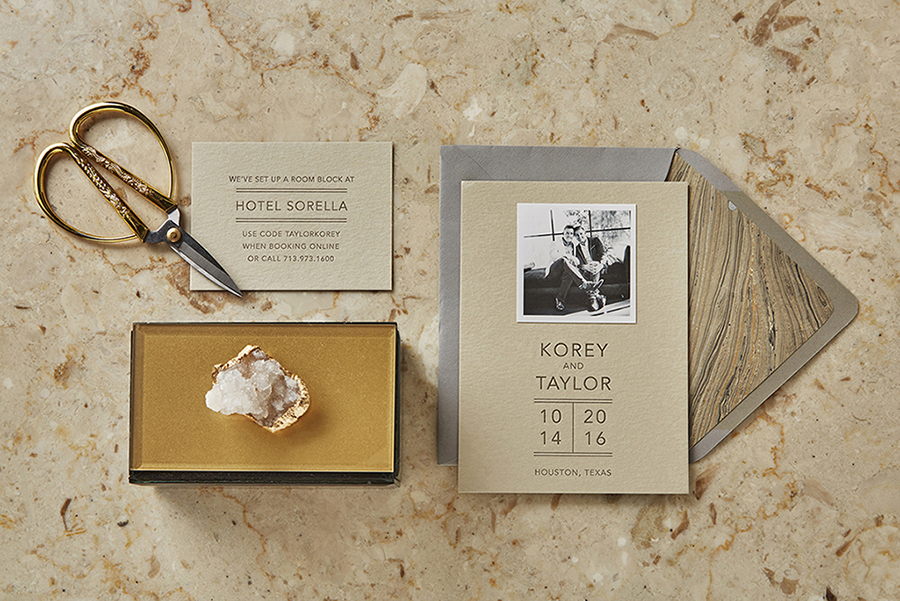 WE'VE SET UP A ROOM BLOCK AT
HOTEL SORELLA
USE CODE TAYLORKOREY
WHEN BOOKING ONLINE
OR CALL 713.973.1600
KOREY
AND
TAYLOR
10 20
14 16
HOUSTON, TEXAS